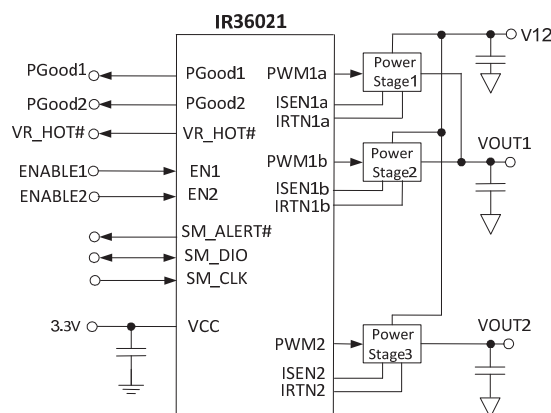 IR36021
V12
PGood1
PGood1
PWM1a
Power
Stage1
PGood2
PGood2
ISEN1a
IRTN1a
VR_HOT#
VR_HOT#
VOUT1
ENABLE1
EN1
PWM1b
Power
Stage2
ENABLE2
EN2
ISEN1b
IRTN1b
SM_ALERT#
SM_DIO
SM_CLK
3.3V
VCC
VOUT2
PWM2
Power
Stage3
ISEN2
IRTN2